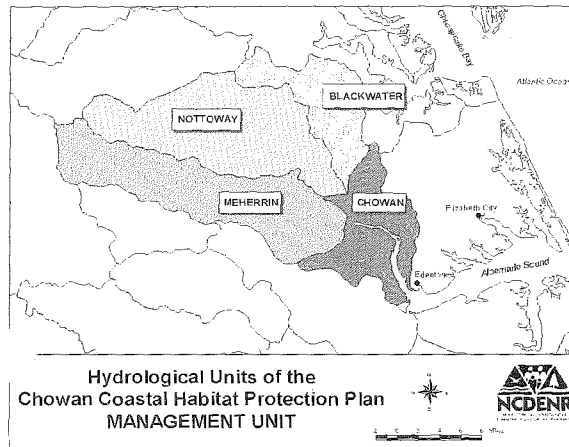 Chesapeake Bay
Atlantic Ocean
BLACKWATER
NOTTOWAY
MEHERRIN
CHOWAN
Elizabeth City
Albemarle Sound
Edenton
Hydrological Units of the
Chowan Coastal Habitat Protection Plan
MANAGEMENT UNIT
NCDENR